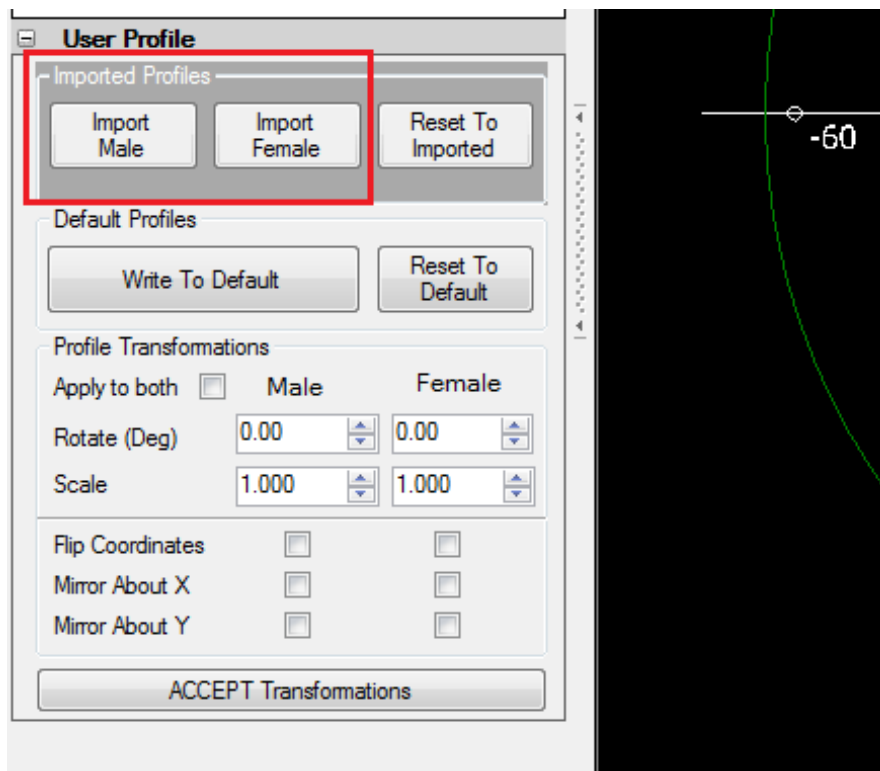 User Profile
Imported Profiles
Import Male
Import Female
Reset To Imported
Default Profiles
Write To Default
Reset To Default
Profile Transformations
Apply to both Male Female
Rotate (Deg) 0.00 0.00
Scale 1.000 1.000
Flip Coordinates
Mirror About X
Mirror About Y
ACCEPT Transformations
-60